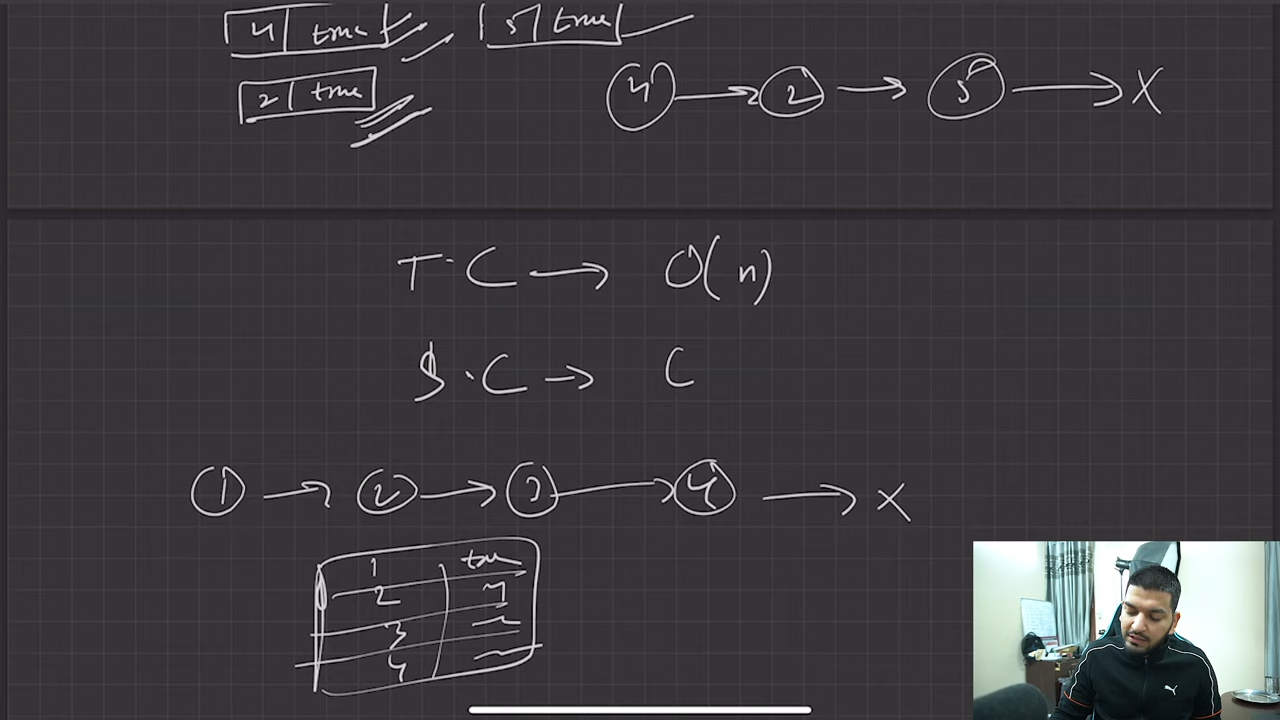 4 | true 5 | true
2 | true
4 → 2 → 5 → X
T.C → O(n)
S.C → C
1 → 2 → 3 → 4 → X
1 | true
2
3
4